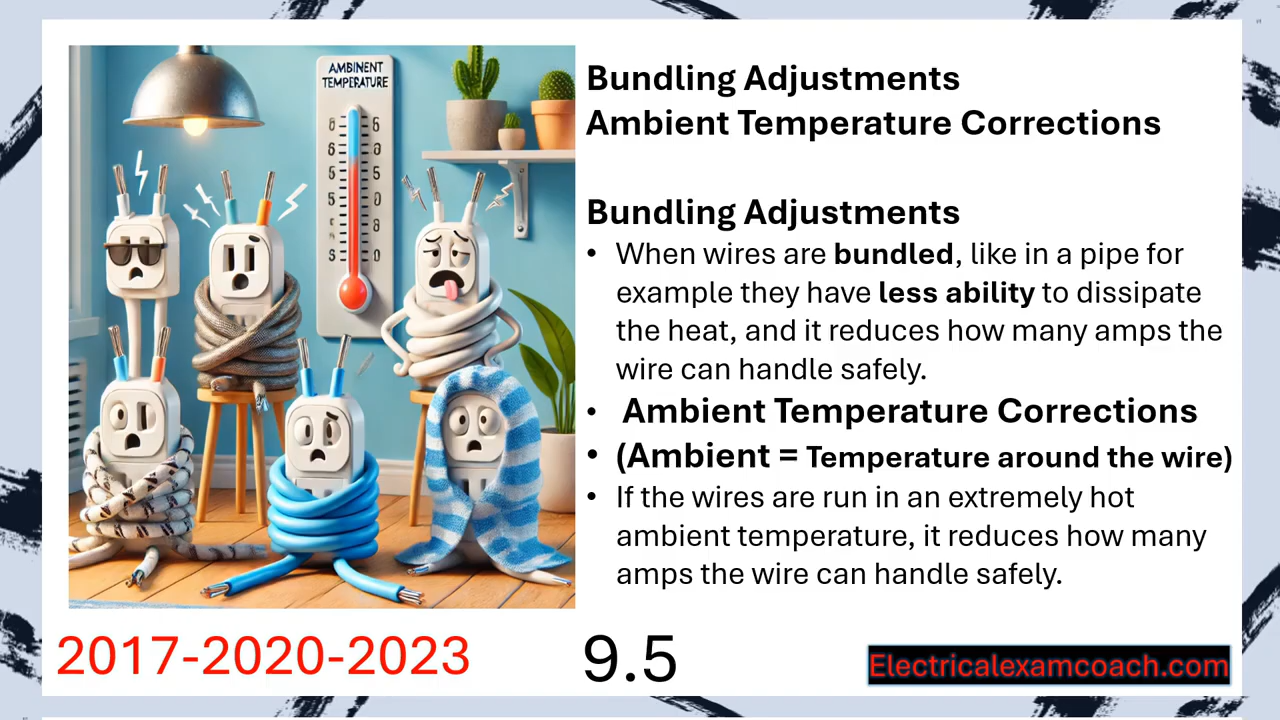 AMBINENT
TEMPERATURE
Bundling Adjustments
Ambient Temperature Corrections
Bundling Adjustments
• When wires are bundled, like in a pipe for
example they have less ability to dissipate
the heat, and it reduces how many amps the
wire can handle safely.
• Ambient Temperature Corrections
• (Ambient = Temperature around the wire)
• If the wires are run in an extremely hot
ambient temperature, it reduces how many
amps the wire can handle safely.
2017-2020-2023
9.5
Electricalexamcoach.com